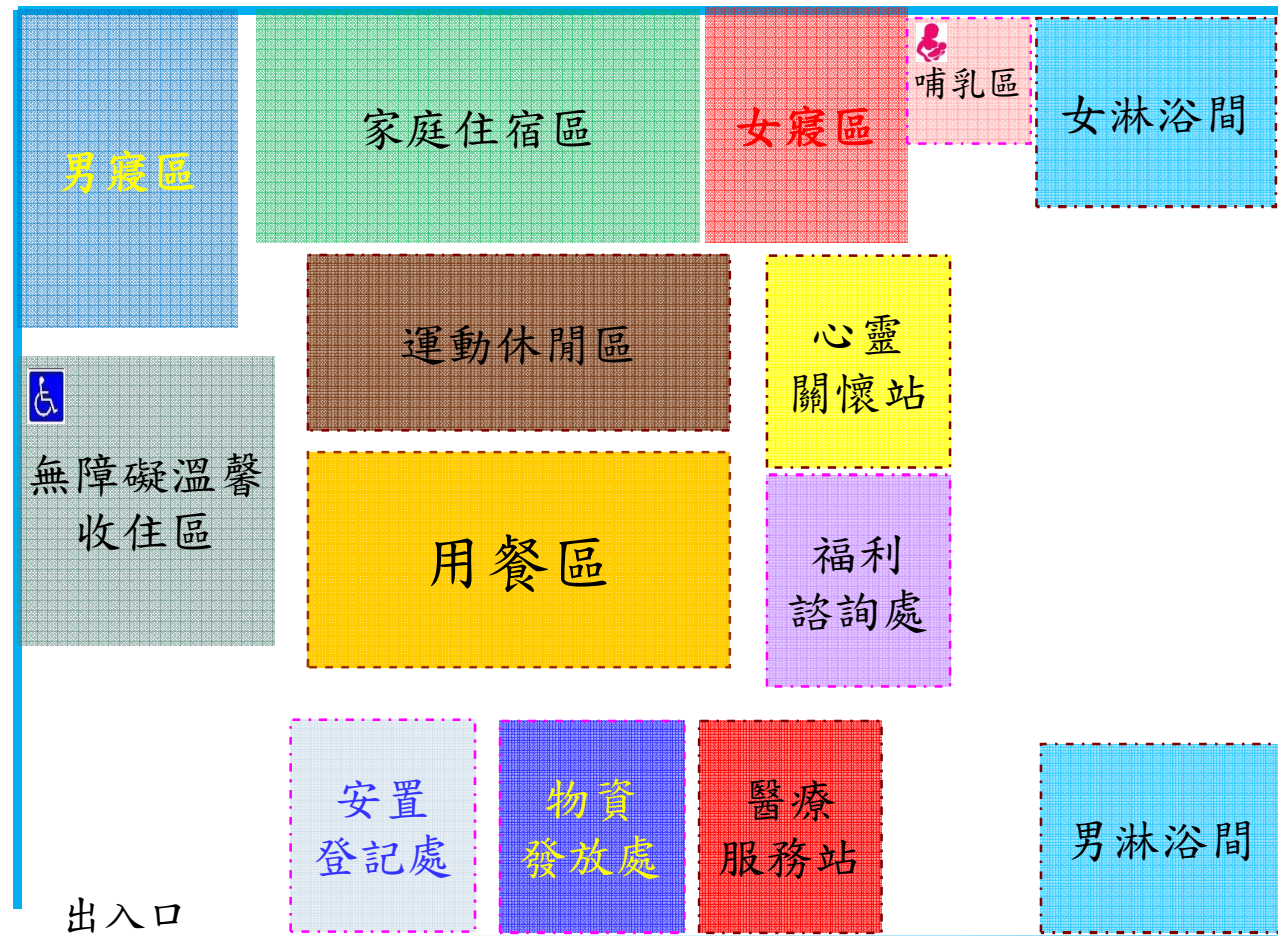 男寢區
家庭住宿區
女寢區
哺乳區
女淋浴間
運動休閒區
心靈
關懷站
無障礙溫馨
收住區
用餐區
福利
諮詢處
安置
登記處
物資
發放處
醫療
服務站
男淋浴間
出入口